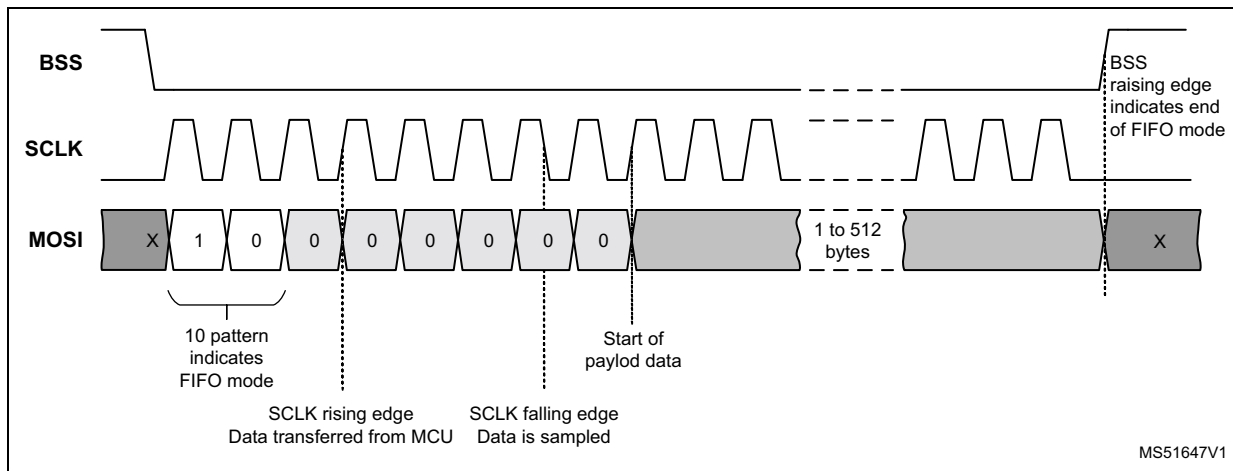 BSS
BSS
raising edge
indicates end
of FIFO mode
SCLK
MOSI
X 1 0 0 0 0 0 0 0 X
1 to 512
bytes
10 pattern
indicates
FIFO mode
Start of
paylod data
SCLK rising edge
Data transferred from MCU
SCLK falling edge
Data is sampled
MS51647V1